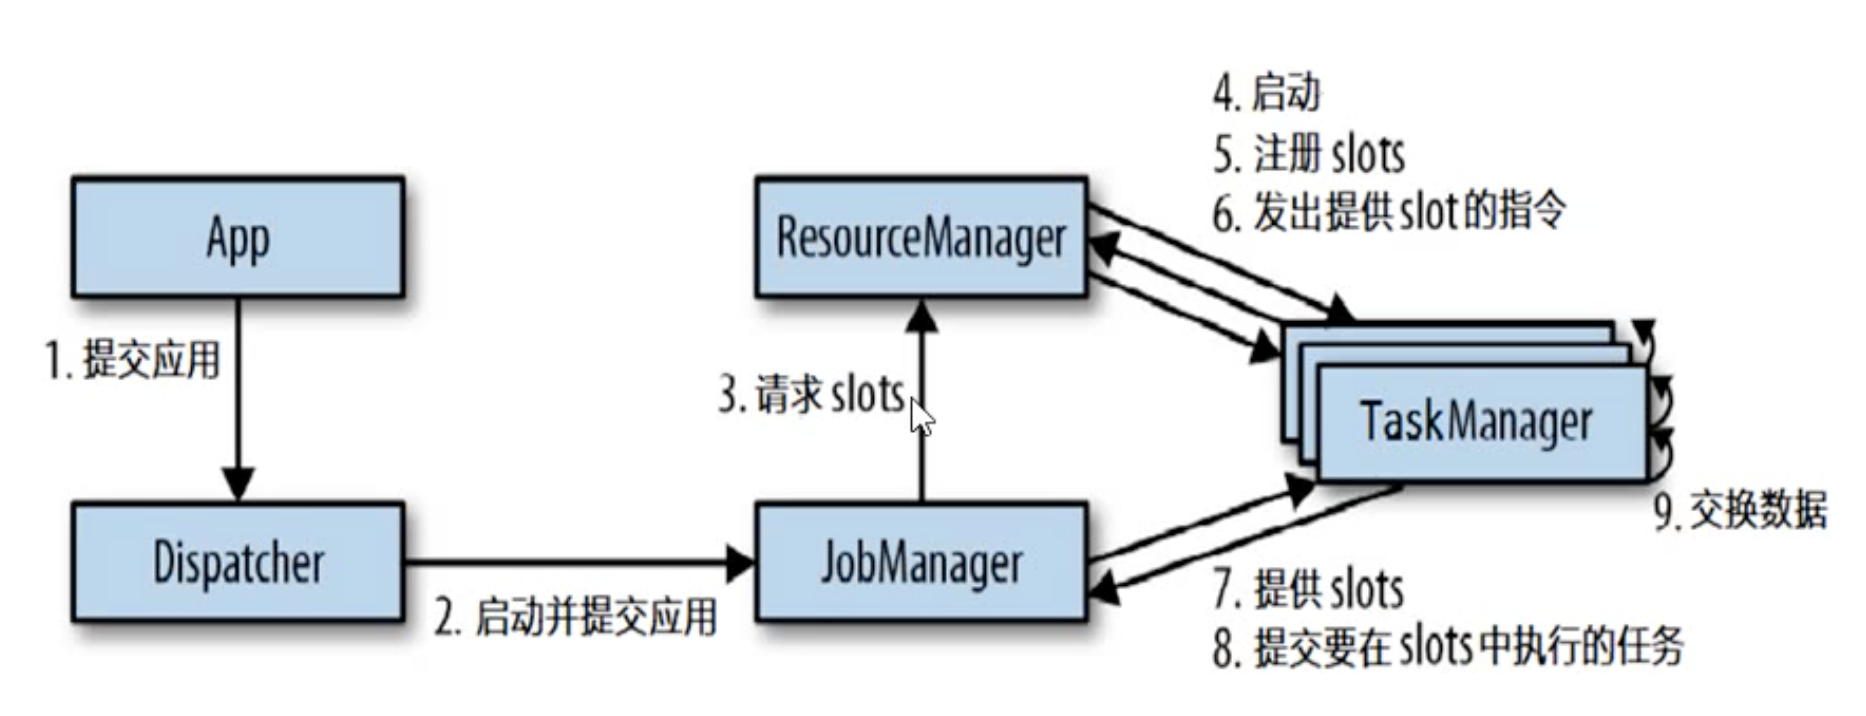 4. 启动
5. 注册 slots
6. 发出提供 slot 的指令
App
ResourceManager
1. 提交应用
3. 请求 slots
TaskManager
9. 交换数据
Dispatcher
JobManager
2. 启动并提交应用
7. 提供 slots
8. 提交要在 slots 中执行的任务